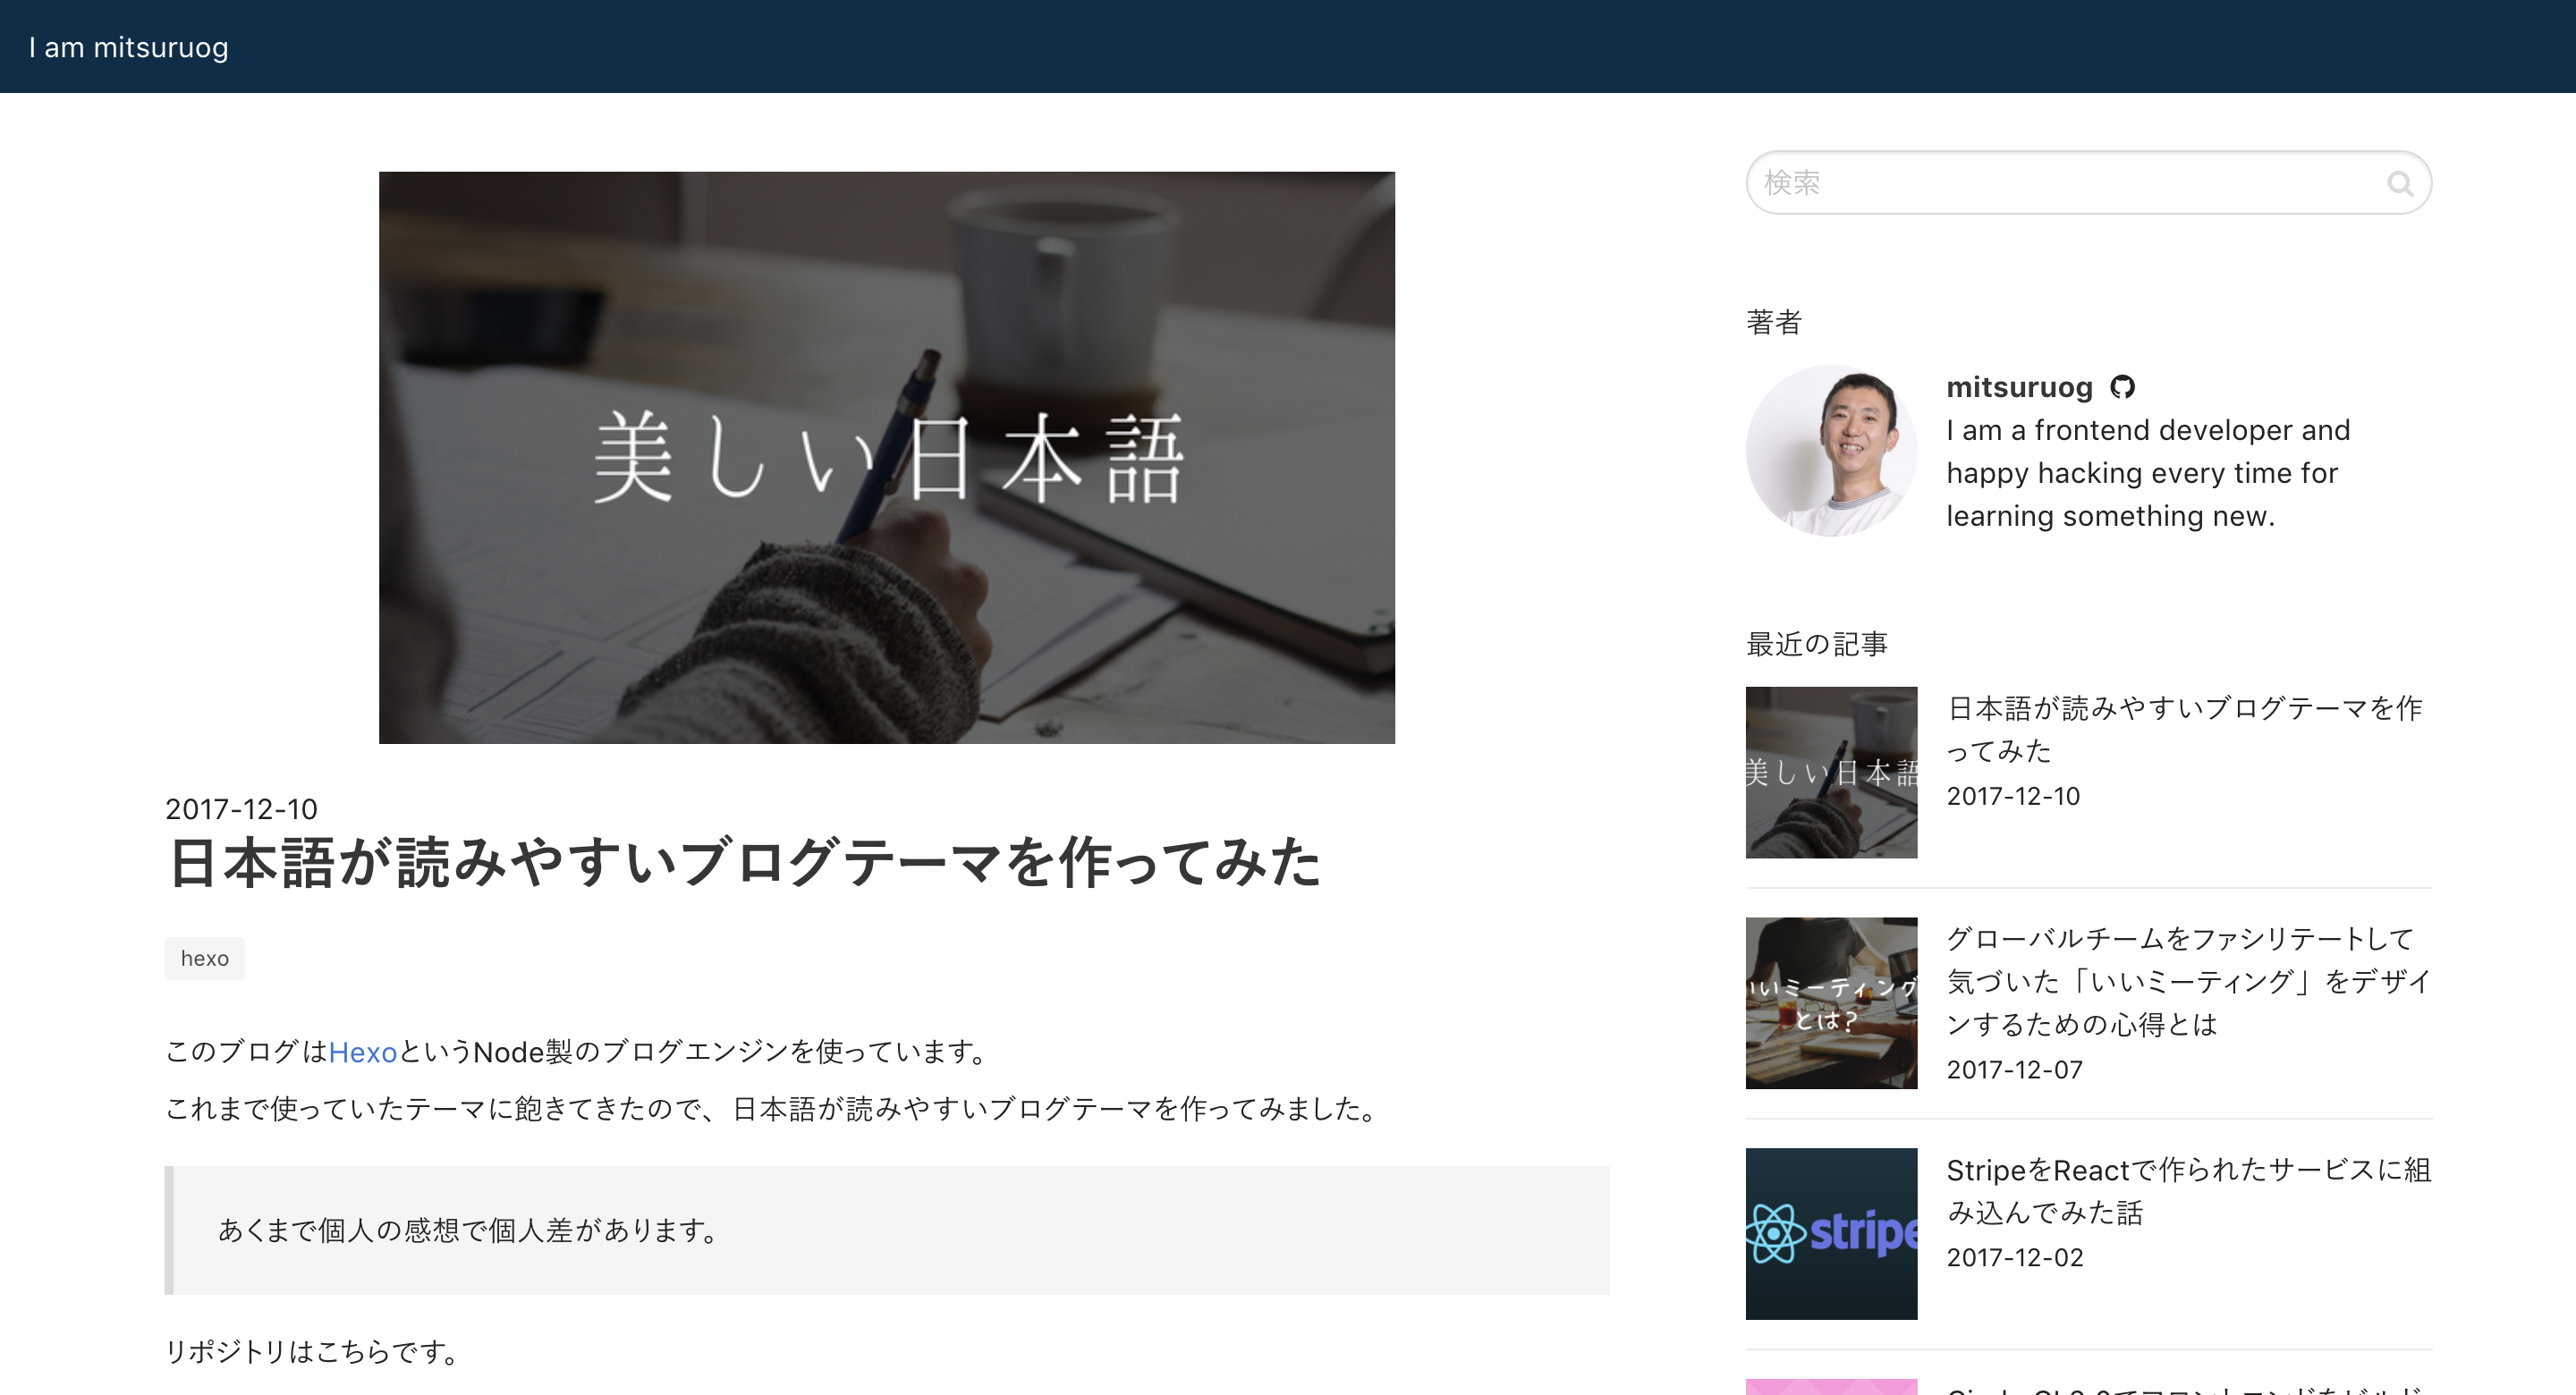 I am mitsuruog
美しい日本語
2017-12-10
日本語が読みやすいブログテーマを作ってみた
hexo
このブログはHexoというNode製のブログエンジンを使っています。
これまで使っていたテーマに飽きてきたので、日本語が読みやすいブログテーマを作ってみました。
あくまで個人の感想で個人差があります。
リポジトリはこちらです。
検索
著者
mitsuruog
I am a frontend developer and
happy hacking every time for
learning something new.
最近の記事
美しい日本語
日本語が読みやすいブログテーマを作
ってみた
2017-12-10
いいミーティング
とは?
グローバルチームをファシリテートして
気づいた「いいミーティング」をデザイ
ンするための心得とは
2017-12-07
stripe
StripeをReactで作られたサービスに組
み込んでみた話
2017-12-02